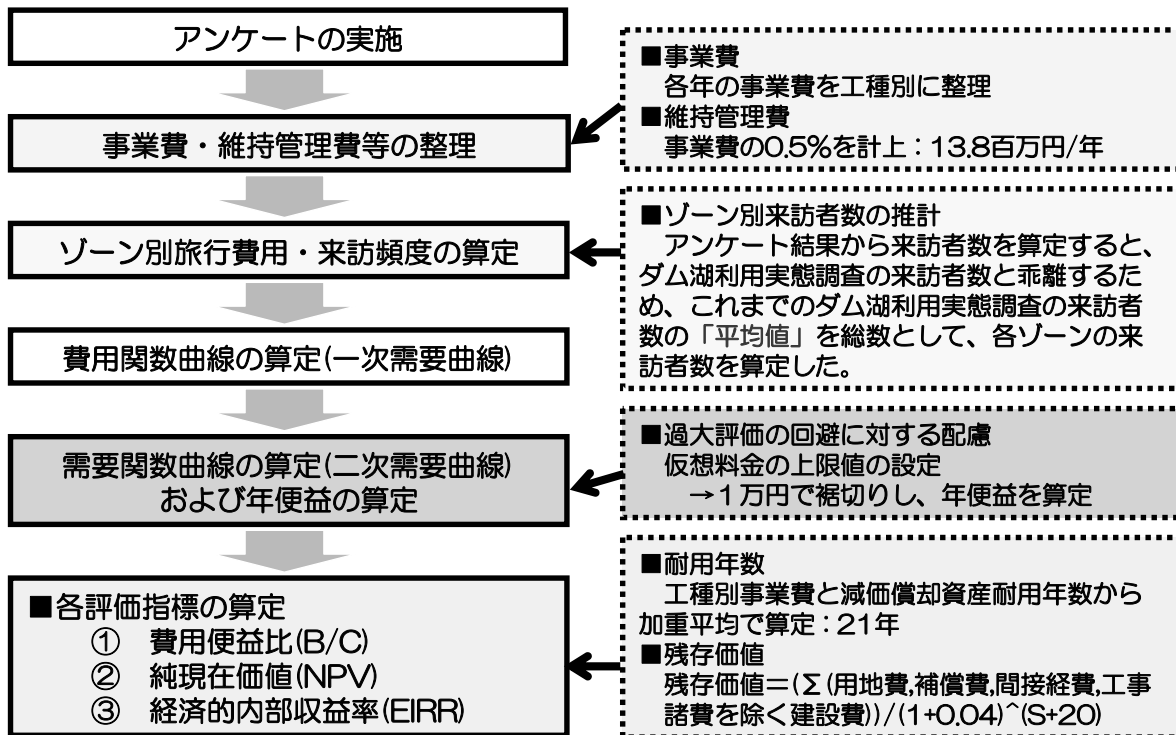 アンケートの実施
事業費・維持管理費等の整理
ゾーン別旅行費用・来訪頻度の算定
費用関数曲線の算定(一次需要曲線)
需要関数曲線の算定(二次需要曲線)
および年便益の算定
■各評価指標の算定
① 費用便益比(B/C)
② 純現在価値(NPV)
③ 経済的内部収益率(EIRR)
■事業費
各年の事業費を工種別に整理
■維持管理費
事業費の0.5%を計上：13.8百万円/年
■ゾーン別来訪者数の推計
アンケート結果から来訪者数を算定すると、
ダム湖利用実態調査の来訪者数と乖離するた
め、これまでのダム湖利用実態調査の来訪者
数の「平均値」を総数として、各ゾーンの来
訪者数を算定した。
■過大評価の回避に対する配慮
仮想料金の上限値の設定
→１万円で裾切りし、年便益を算定
■耐用年数
工種別事業費と減価償却資産耐用年数から
加重平均で算定：21年
■残存価値
残存価値＝(Σ(用地費,補償費,間接経費,工事
諸費を除く建設費))/(1+0.04)^(S+20)